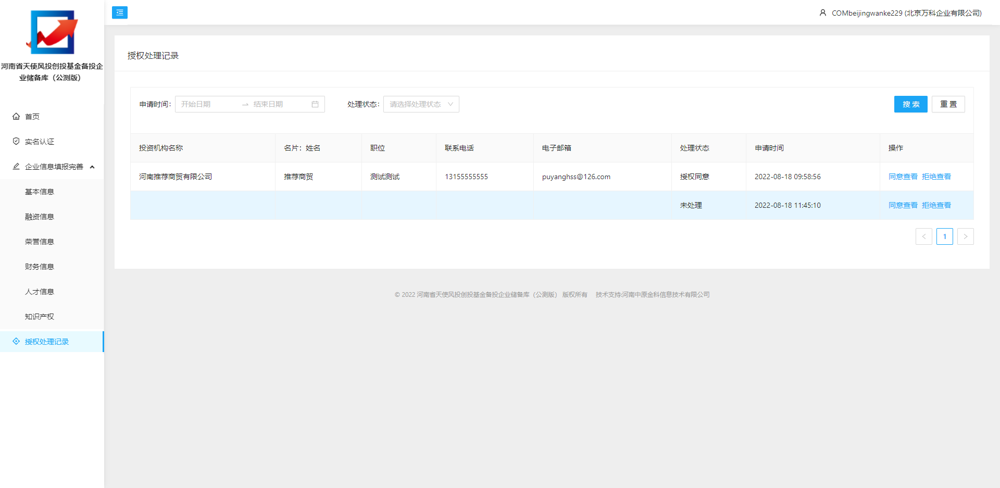 河南省天使风投创投基金备投企
业储备库（公测版）
首页
实名认证
企业信息填报完善
基本信息
融资信息
荣誉信息
财务信息
人才信息
知识产权
授权处理记录
COMbeijingwanke229 (北京万科企业有限公司)
授权处理记录
申请时间： 开始日期 → 结束日期 处理状态： 请选择处理状态 搜 索 重 置
投资机构名称 名片：姓名 职位 联系电话 电子邮箱 处理状态 申请时间 操作
河南推荐商贸有限公司 推荐商贸 测试测试 13155555555 puyanghss@126.com 授权同意 2022-08-18 09:58:56 同意查看 拒绝查看
未处理 2022-08-18 11:45:10 同意查看 拒绝查看
< 1 >
© 2022 河南省天使风投创投基金备投企业储备库（公测版） 版权所有 技术支持:河南中原金科信息技术有限公司